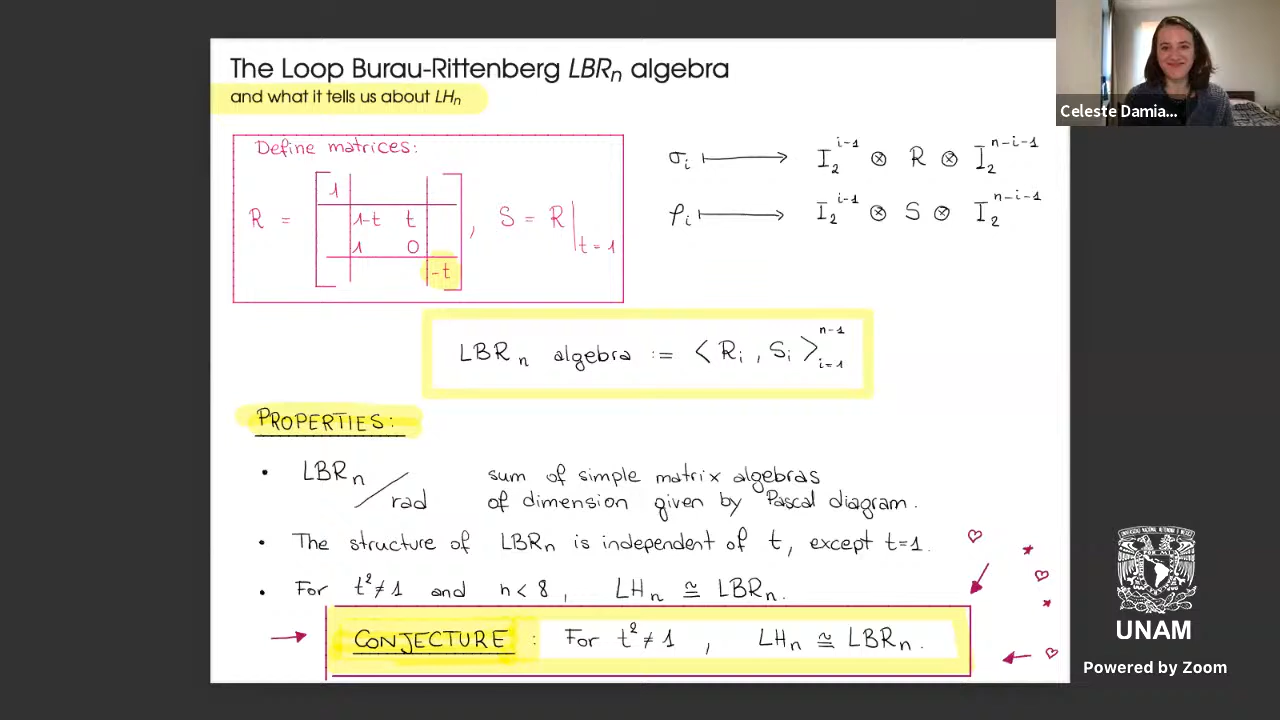 The Loop Burau-Rittenberg LBRₙ algebra
and what it tells us about LHₙ
Celeste Damia...
Define matrices:
R = [ 1 | 1-t t | 1 0 | -t ] , S = R |ₜ₌₁
σᵢ ⟼ I₂^{i-1} ⊗ R ⊗ I₂^{n-i-1}
ρᵢ ⟼ I₂^{i-1} ⊗ S ⊗ I₂^{n-i-1}
LBRₙ algebra := ⟨ Rᵢ , Sᵢ ⟩_{i=1}^{n-1}
PROPERTIES:
• LBRₙ / rad sum of simple matrix algebras
of dimension given by Pascal diagram.
• The structure of LBRₙ is independent of t, except t=1.
• For t² ≠ 1 and n < 8, LHₙ ≅ LBRₙ.
CONJECTURE : For t² ≠ 1 , LHₙ ≅ LBRₙ.
UNAM
Powered by Zoom